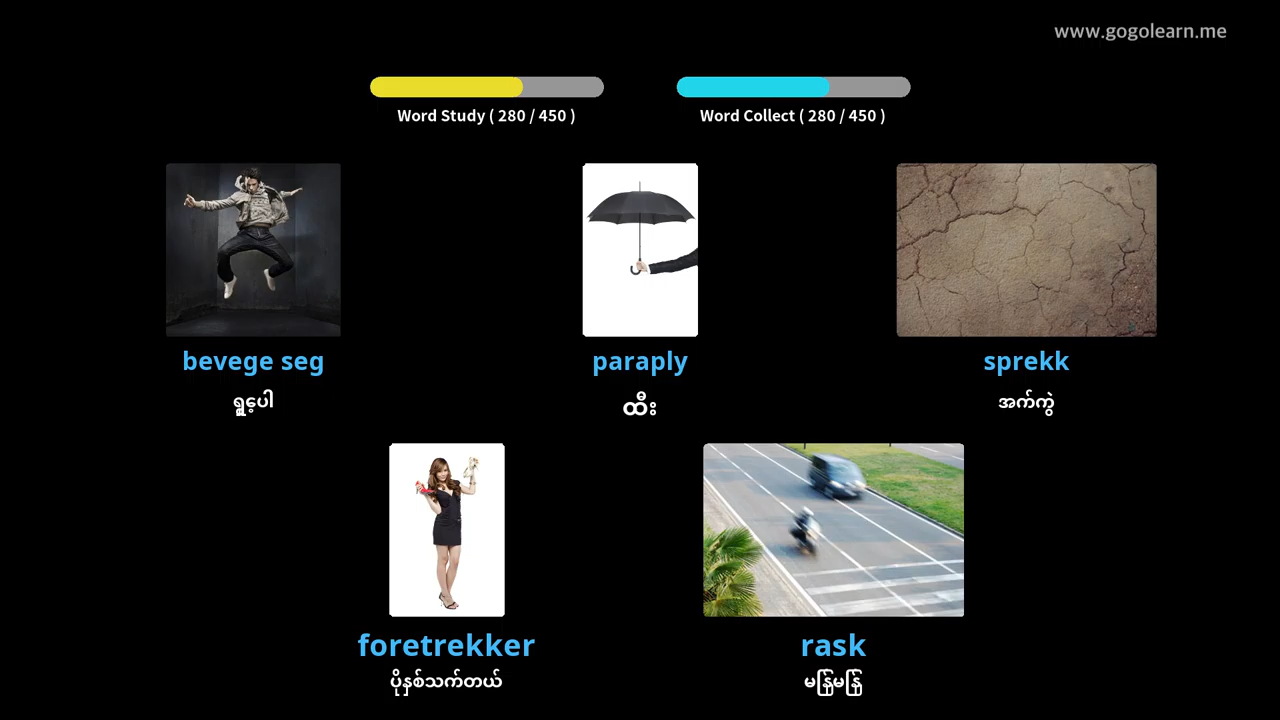 www.gogolearn.me
Word Study ( 280 / 450 )
Word Collect ( 280 / 450 )
bevege seg
paraply
sprekk
ရွှေ့ပေါ
ထီး
အက်ကွဲ
foretrekker
rask
ပိုနှစ်သက်တယ်
မြန်မြန်